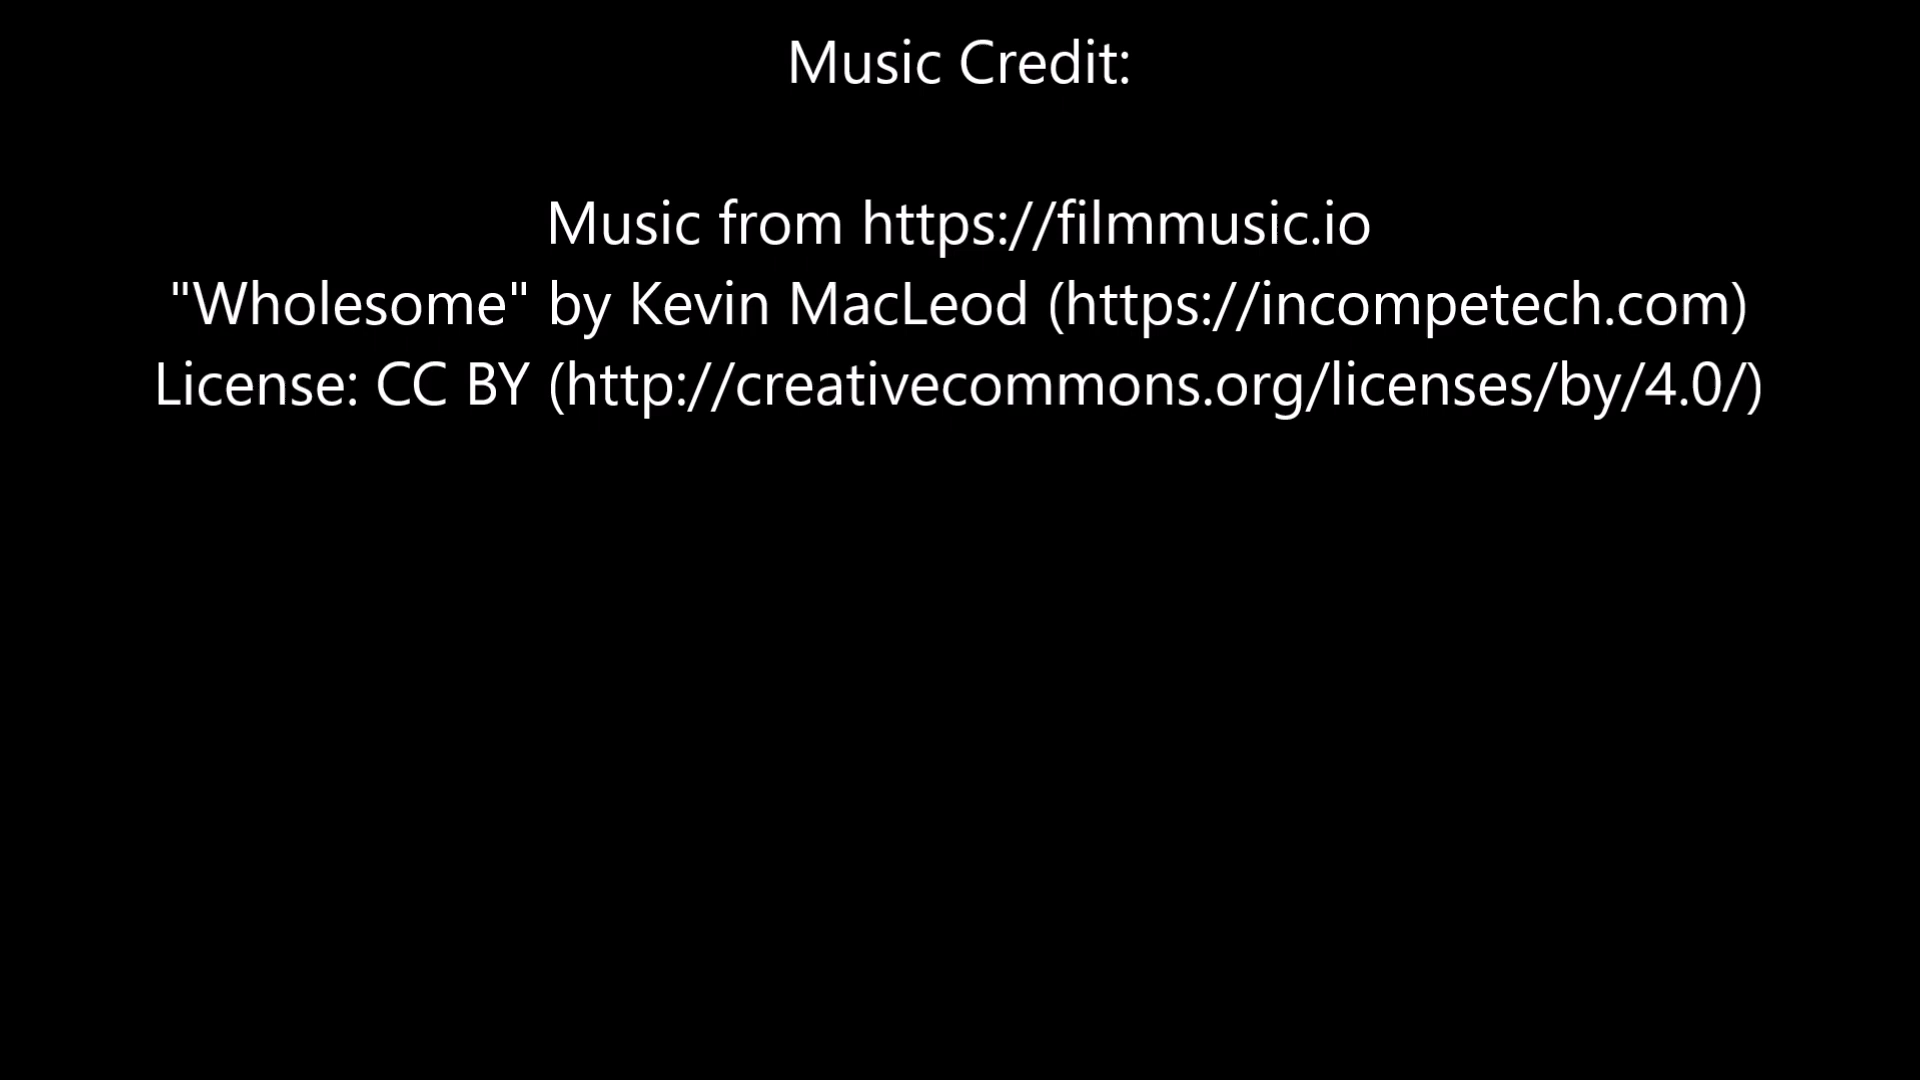 Music Credit:
Music from https://filmmusic.io
"Wholesome" by Kevin MacLeod (https://incompetech.com)
License: CC BY (http://creativecommons.org/licenses/by/4.0/)